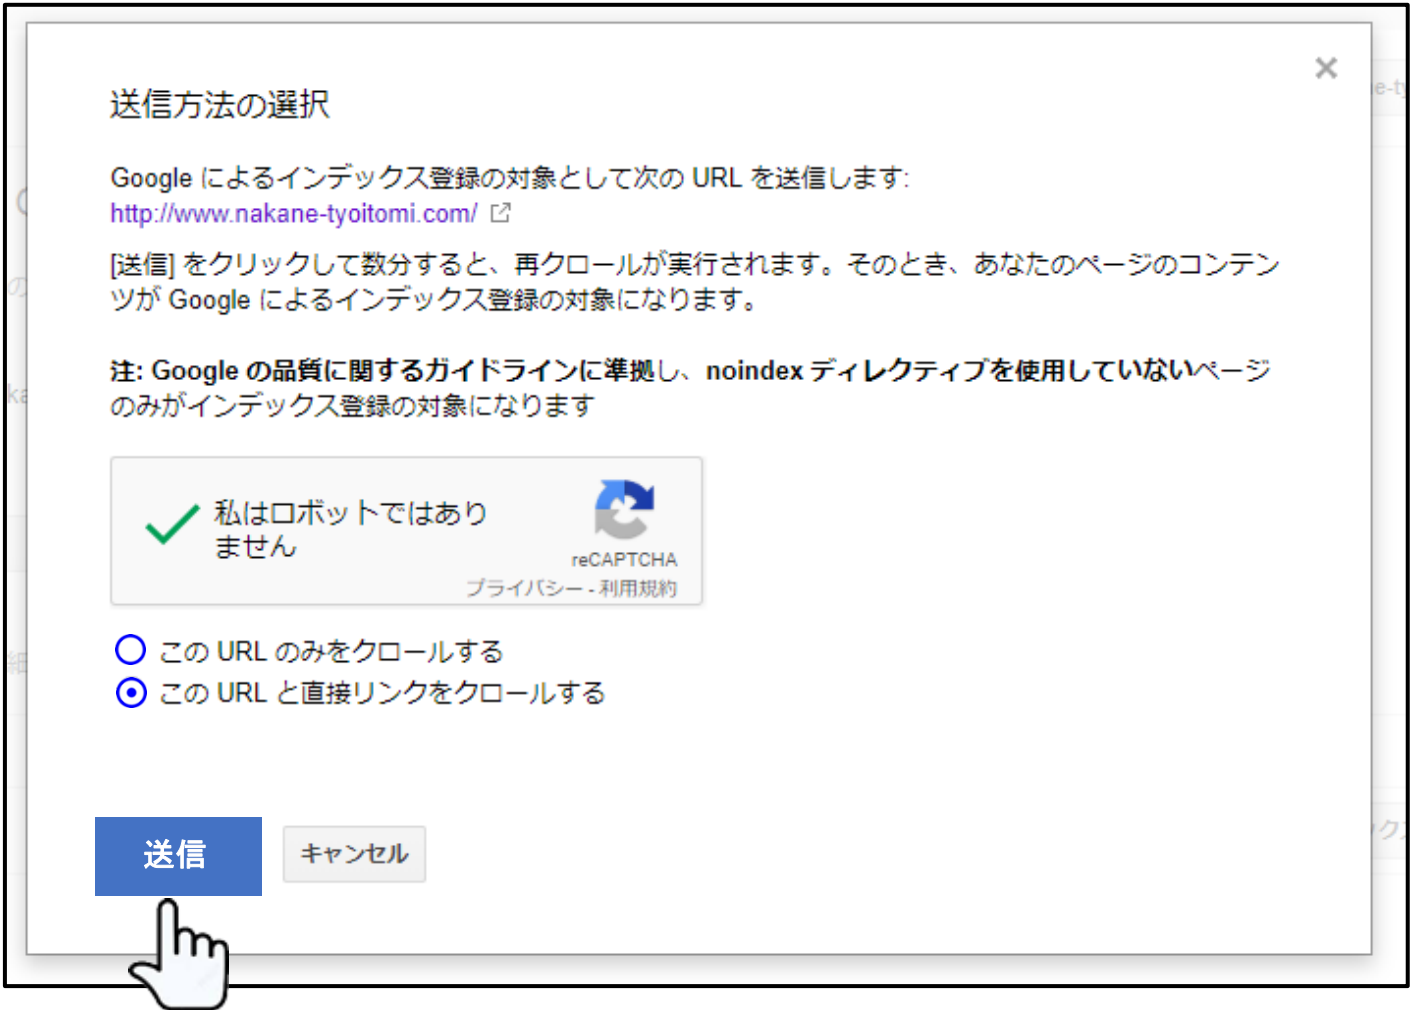 送信方法の選択
Google によるインデックス登録の対象として次の URL を送信します:
http://www.nakane-tyoitomi.com/
[送信] をクリックして数分すると、再クロールが実行されます。そのとき、あなたのページのコンテン
ツが Google によるインデックス登録の対象になります。
注: Google の品質に関するガイドラインに準拠し、noindex ディレクティブを使用していないページ
のみがインデックス登録の対象になります
私はロボットではあり
ません
reCAPTCHA
プライバシー - 利用規約
この URL のみをクロールする
この URL と直接リンクをクロールする
送信
キャンセル